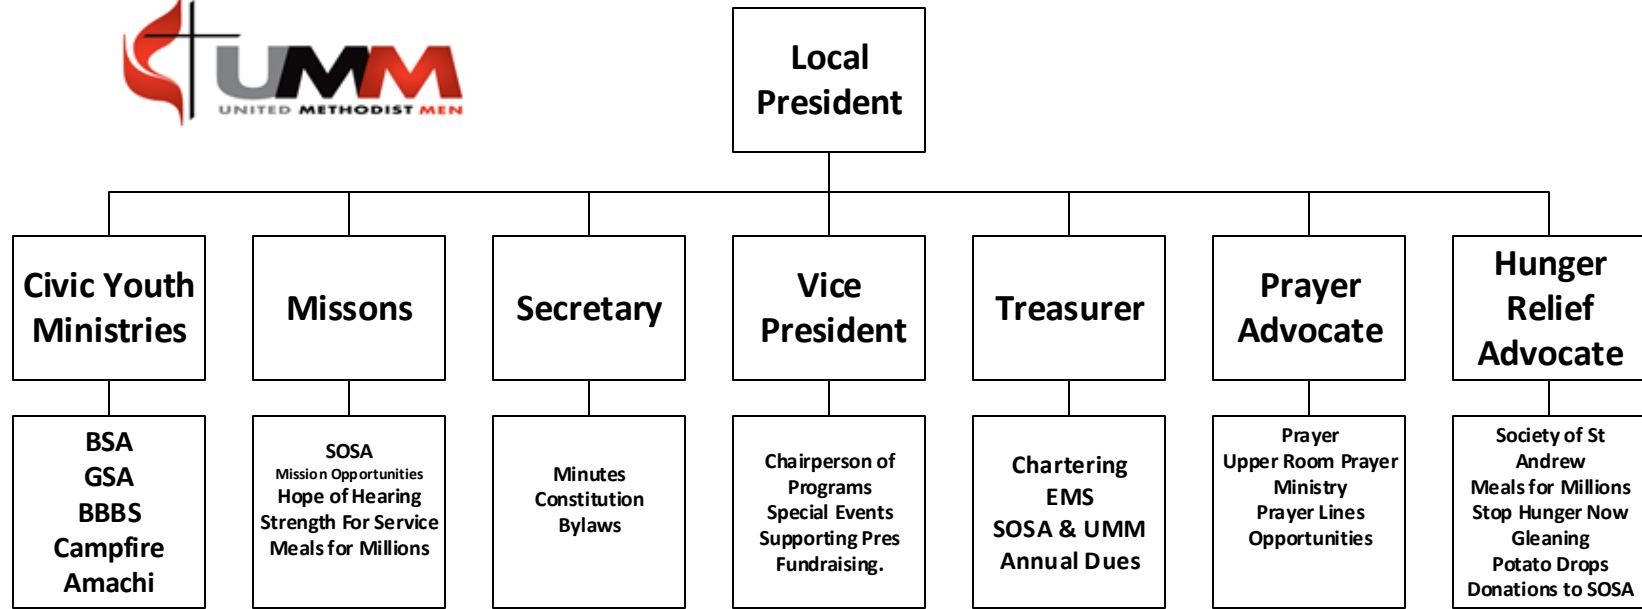 UMM
UNITED METHODIST MEN
Local
President
Civic Youth
Ministries
Missons
Secretary
Vice
President
Treasurer
Prayer
Advocate
Hunger
Relief
Advocate
BSA
GSA
BBBS
Campfire
Amachi
SOSA
Mission Opportunities
Hope of Hearing
Strength For Service
Meals for Millions
Minutes
Constitution
Bylaws
Chairperson of
Programs
Special Events
Supporting Pres
Fundraising.
Chartering
EMS
SOSA & UMM
Annual Dues
Prayer
Upper Room Prayer
Ministry
Prayer Lines
Opportunities
Society of St
Andrew
Meals for Millions
Stop Hunger Now
Gleaning
Potato Drops
Donations to SOSA